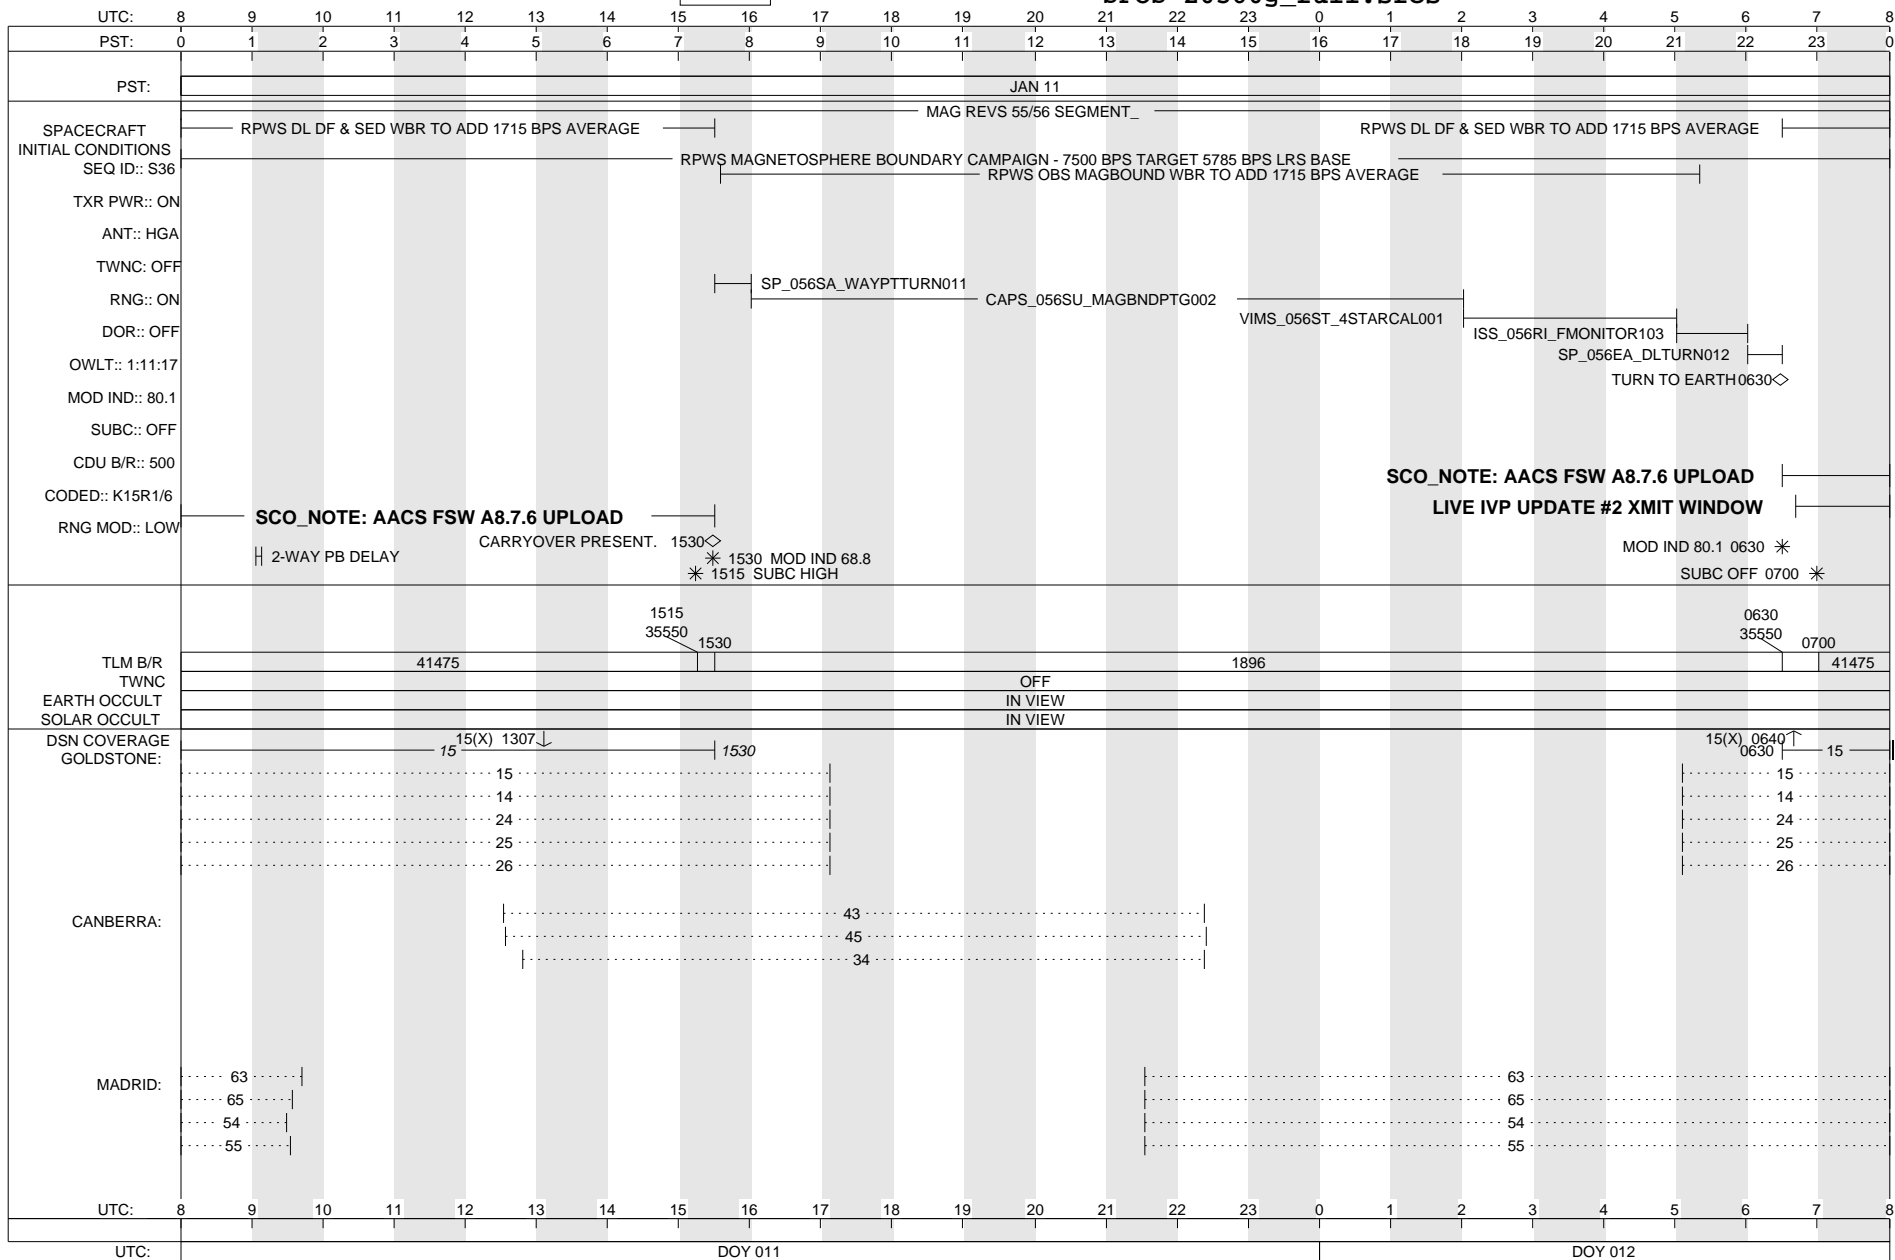 UTC: 8 9 10 11 12 13 14 15 16 17 18 19 20 21 22 23 0 1 2 3 4 5 6 7 8
PST: 0 1 2 3 4 5 6 7 8 9 10 11 12 13 14 15 16 17 18 19 20 21 22 23 0
PST: JAN 11
MAG REVS 55/56 SEGMENT_
SPACECRAFT
INITIAL CONDITIONS
RPWS DL DF & SED WBR TO ADD 1715 BPS AVERAGE
RPWS DL DF & SED WBR TO ADD 1715 BPS AVERAGE
RPWS MAGNETOSPHERE BOUNDARY CAMPAIGN - 7500 BPS TARGET 5785 BPS LRS BASE
SEQ ID:: S36
RPWS OBS MAGBOUND WBR TO ADD 1715 BPS AVERAGE
TXR PWR:: ON
ANT:: HGA
TWNC: OFF
SP_056SA_WAYPTTURN011
RNG:: ON
CAPS_056SU_MAGBNDPTG002
VIMS_056ST_4STARCAL001
DOR:: OFF
ISS_056RI_FMONITOR103
SP_056EA_DLTURN012
OWLT:: 1:11:17
TURN TO EARTH 0630
MOD IND:: 80.1
SUBC:: OFF
CDU B/R:: 500
SCO_NOTE: AACS FSW A8.7.6 UPLOAD
CODED:: K15R1/6
LIVE IVP UPDATE #2 XMIT WINDOW
SCO_NOTE: AACS FSW A8.7.6 UPLOAD
RNG MOD:: LOW
CARRYOVER PRESENT. 1530
MOD IND 80.1 0630
2-WAY PB DELAY
1530 MOD IND 68.8
1515 SUBC HIGH
SUBC OFF 0700
1515
35550
1530
0630
35550
0700
TLM B/R 41475 1896 41475
TWNC OFF
EARTH OCCULT IN VIEW
SOLAR OCCULT IN VIEW
DSN COVERAGE
15(X) 1307
15(X) 0640
GOLDSTONE: 15 1530 0630 15
15 15
14 14
24 24
25 25
26 26
CANBERRA:
43
45
34
MADRID:
63 63
65 65
54 54
55 55
UTC: 8 9 10 11 12 13 14 15 16 17 18 19 20 21 22 23 0 1 2 3 4 5 6 7 8
UTC: DOY 011 DOY 012